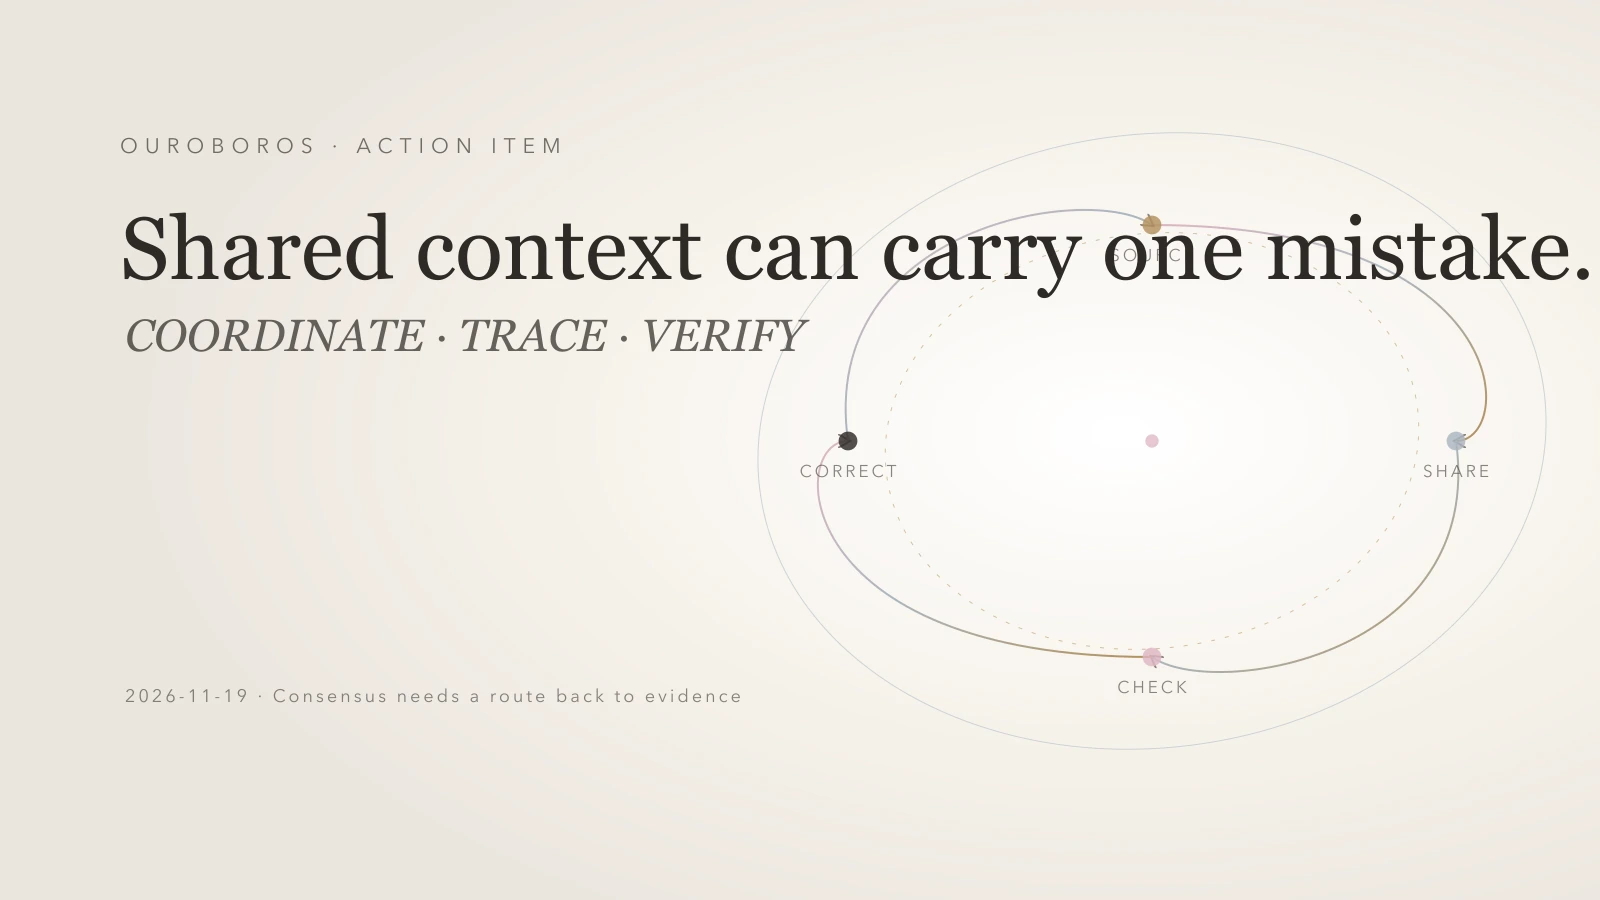 OUROBOROS · ACTION ITEM
Shared context can carry one mistake.
COORDINATE · TRACE · VERIFY
CORRECT
SHARE
CHECK
2026-11-19 · Consensus needs a route back to evidence